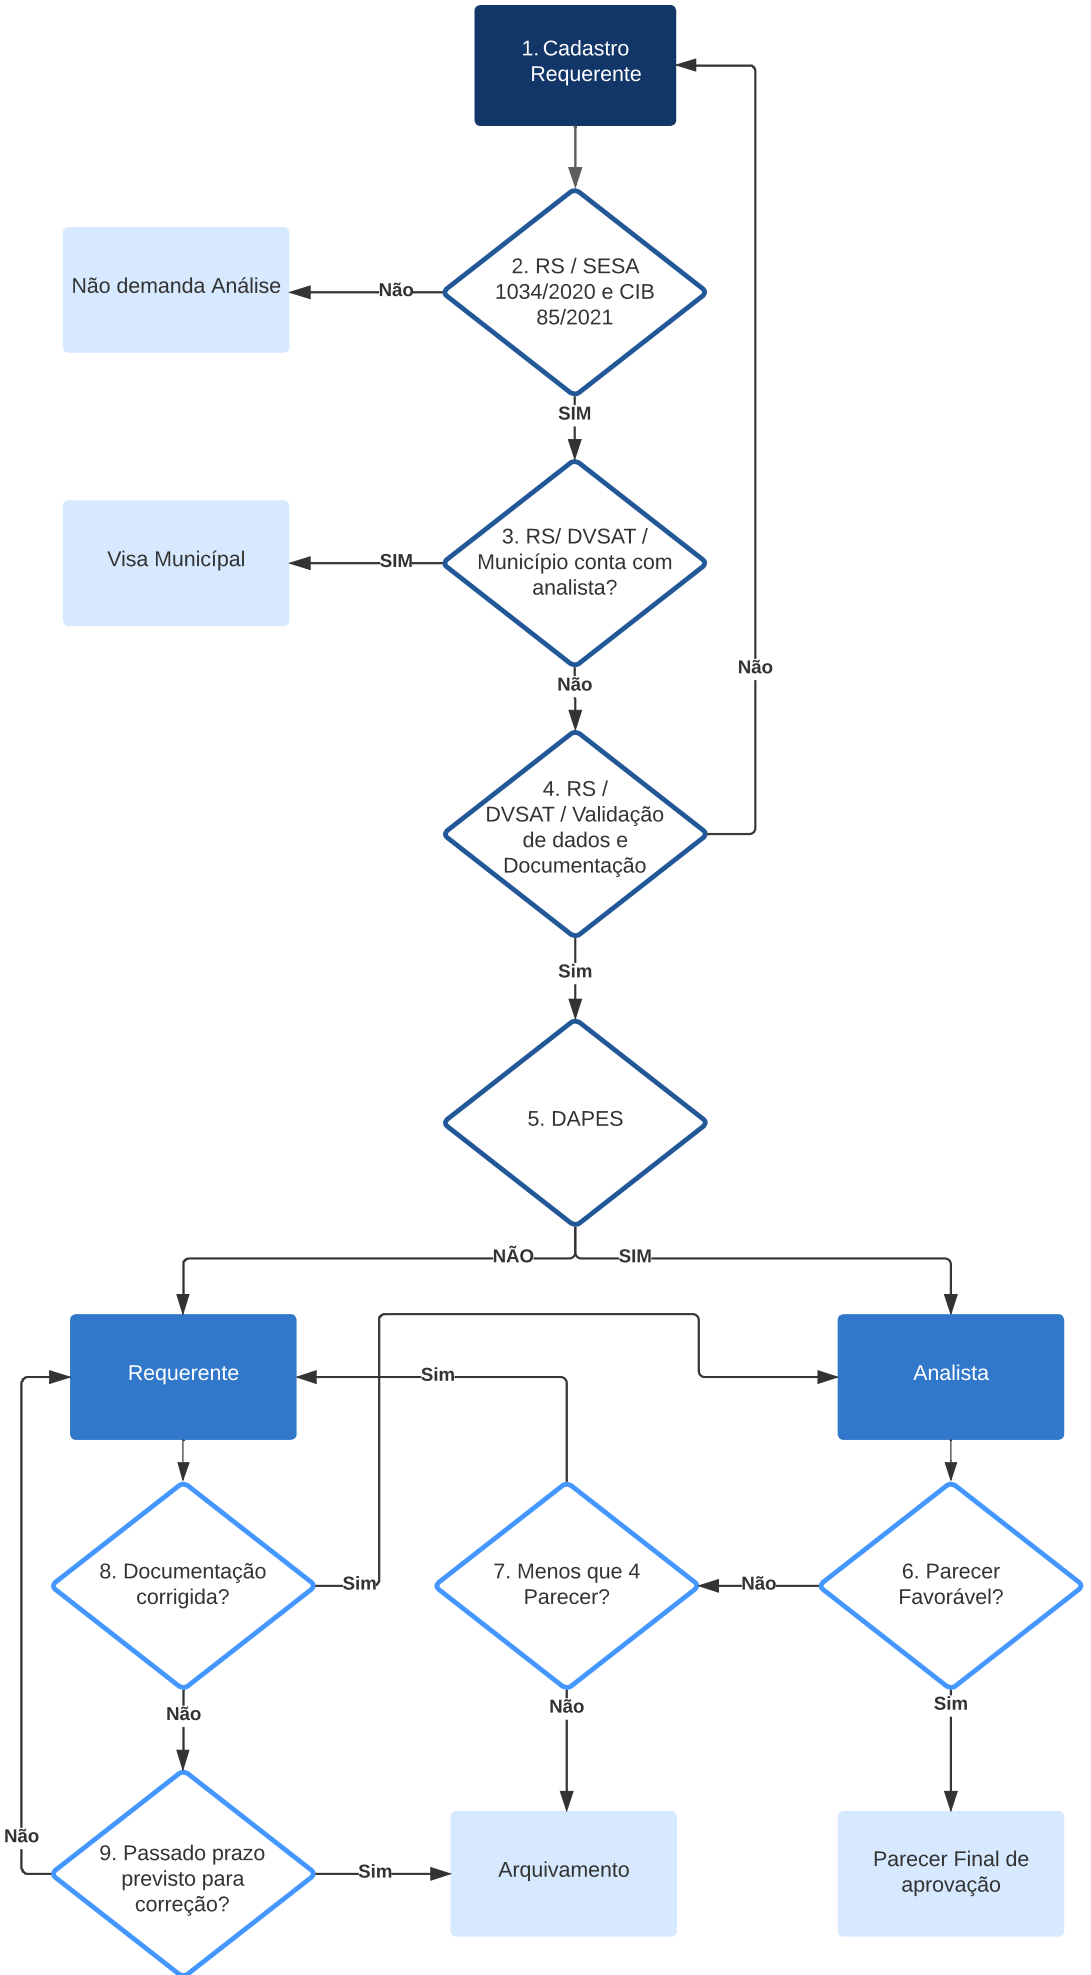 1. Cadastro
Requerente
2. RS / SESA
1034/2020 e CIB
85/2021
Não
Não demanda Análise
SIM
3. RS/ DVSAT /
Município conta com
analista?
SIM
Visa Municípal
Não
4. RS /
DVSAT / Validação
de dados e
Documentação
Não
Sim
5. DAPES
NÃO
SIM
Requerente
Sim
Analista
8. Documentação
corrigida?
Sim
7. Menos que 4
Parecer?
Não
6. Parecer
Favorável?
Não
Não
Sim
Não
9. Passado prazo
previsto para
correção?
Sim
Arquivamento
Parecer Final de
aprovação